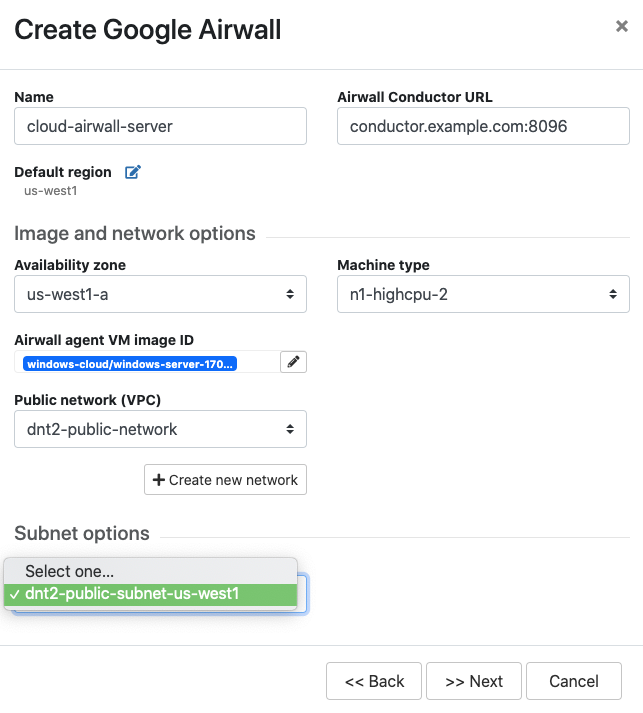 Create Google Airwall
×
Name
Airwall Conductor URL
cloud-airwall-server
conductor.example.com:8096
Default region
us-west1
Image and network options
Availability zone
Machine type
us-west1-a
n1-highcpu-2
Airwall agent VM image ID
windows-cloud/windows-server-170...
Public network (VPC)
dnt2-public-network
+ Create new network
Subnet options
Select one...
✓ dnt2-public-subnet-us-west1
<< Back
>> Next
Cancel